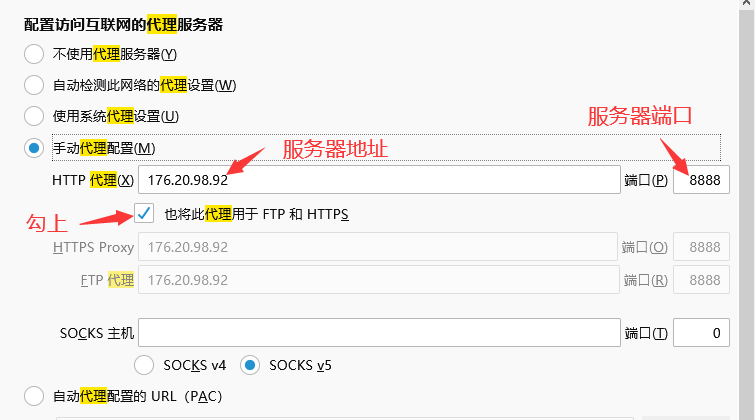 配置访问互联网的代理服务器
不使用代理服务器(Y)
自动检测此网络的代理设置(W)
使用系统代理设置(U)
服务器端口
手动代理配置(M)
服务器地址
HTTP 代理(X) 176.20.98.92 端口(P) 8888
勾上 也将此代理用于 FTP 和 HTTPS
HTTPS Proxy 176.20.98.92 端口(O) 8888
FTP 代理 176.20.98.92 端口(R) 8888
SOCKS 主机 端口(T) 0
SOCKS v4 SOCKS v5
自动代理配置的 URL（PAC）